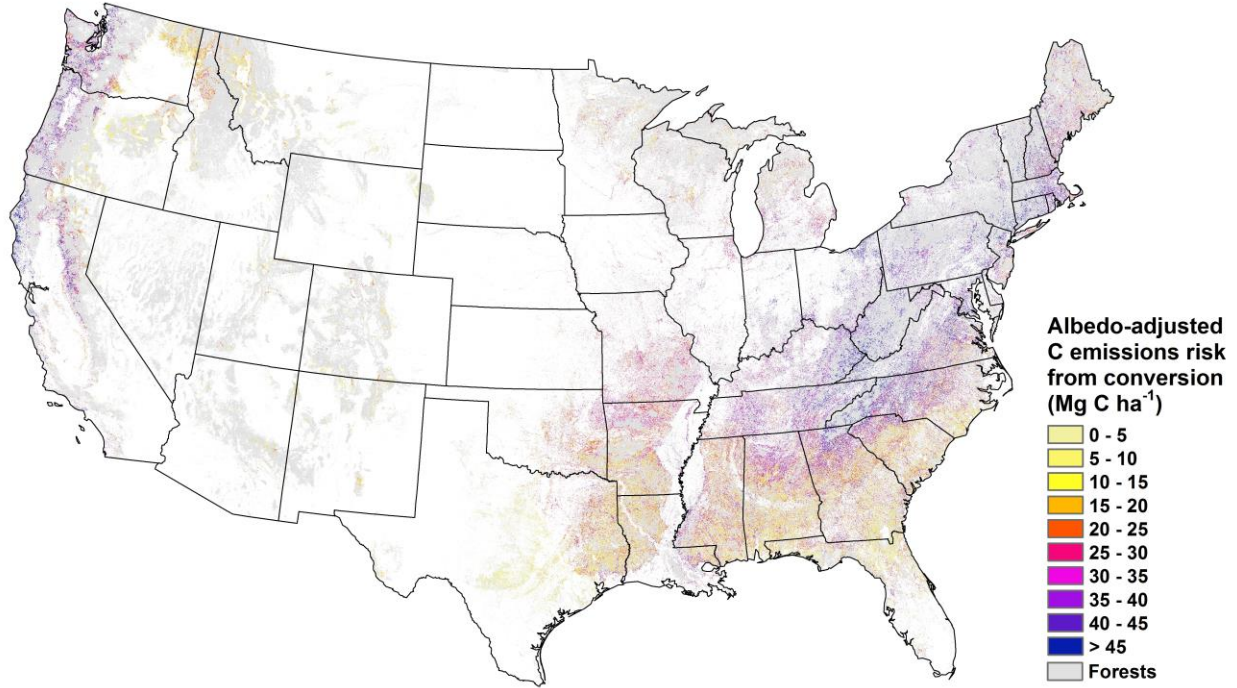 Albedo-adjusted
C emissions risk
from conversion
(Mg C ha⁻¹)
0 - 5
5 - 10
10 - 15
15 - 20
20 - 25
25 - 30
30 - 35
35 - 40
40 - 45
> 45
Forests